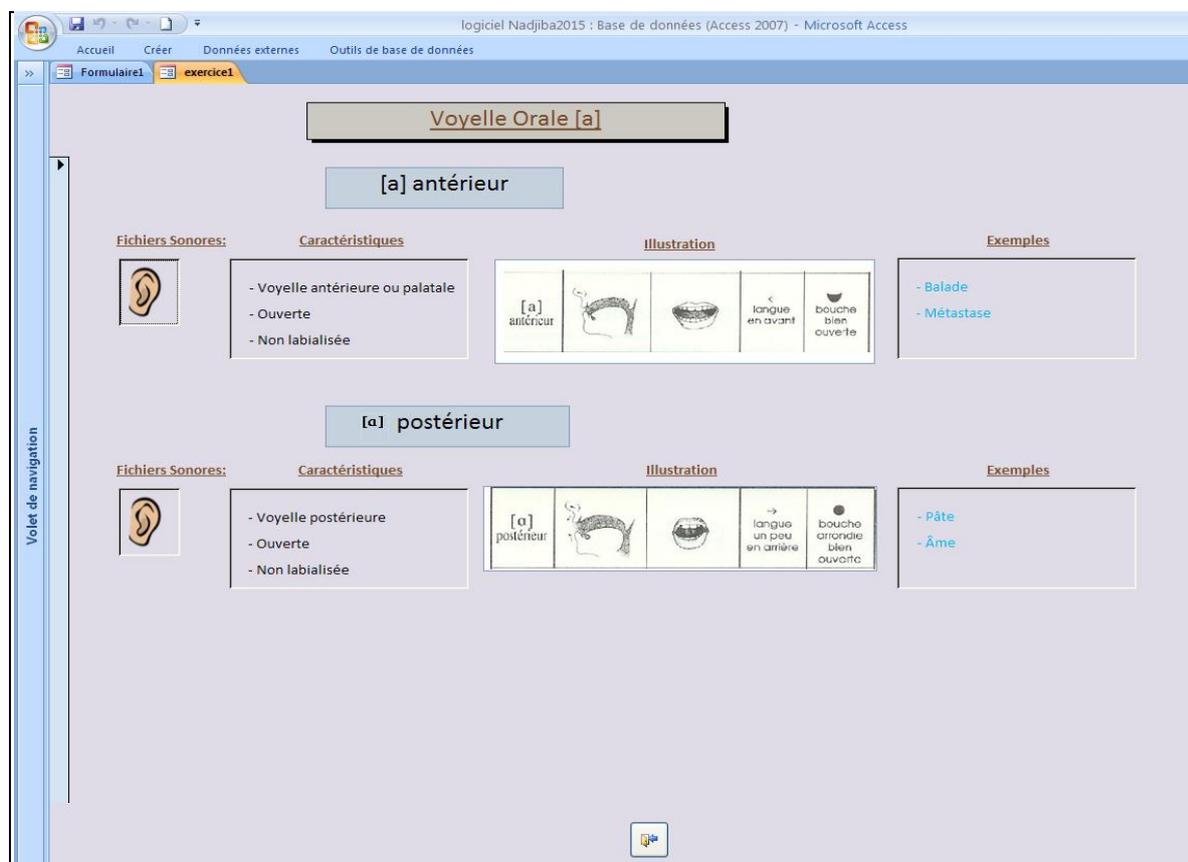 logiciel Nadjiba2015 : Base de données (Access 2007) - Microsoft Access
Accueil Créer Données externes Outils de base de données
» Formulaire1 exercice1
Volet de navigation
Voyelle Orale [a]
[a] antérieur
Fichiers Sonores: Caractéristiques Illustration Exemples
- Voyelle antérieure ou palatale
- Ouverte
- Non labialisée
[a]
antérieur
langue
en avant
bouche
bien
ouverte
- Balade
- Métastase
[ɑ] postérieur
Fichiers Sonores: Caractéristiques Illustration Exemples
- Voyelle postérieure
- Ouverte
- Non labialisée
[ɑ]
postérieur
langue
un peu
en arrière
bouche
arrondie
bien
ouverte
- Pâte
- Âme